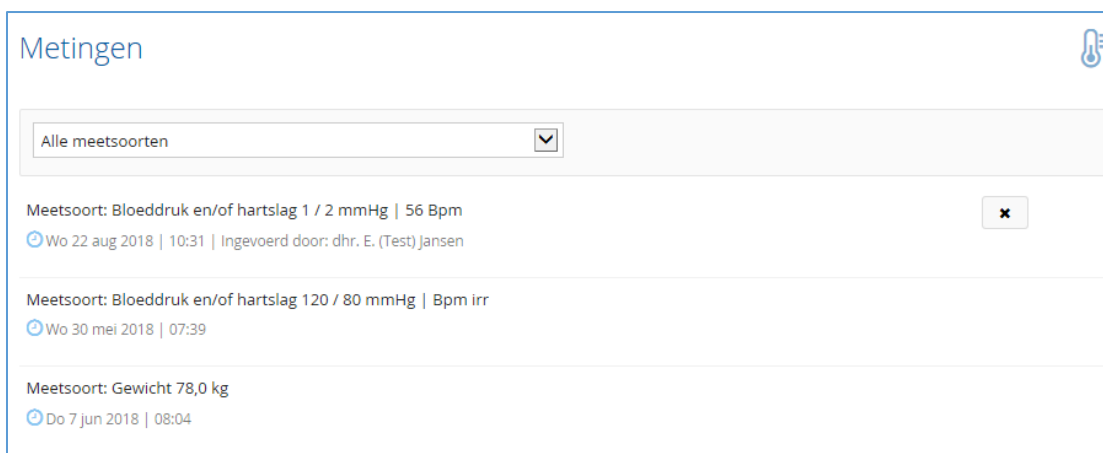 Metingen
Alle meetsoorten
Meetsoort: Bloeddruk en/of hartslag 1 / 2 mmHg | 56 Bpm
Wo 22 aug 2018 | 10:31 | Ingevoerd door: dhr. E. (Test) Jansen
Meetsoort: Bloeddruk en/of hartslag 120 / 80 mmHg | Bpm irr
Wo 30 mei 2018 | 07:39
Meetsoort: Gewicht 78,0 kg
Do 7 jun 2018 | 08:04